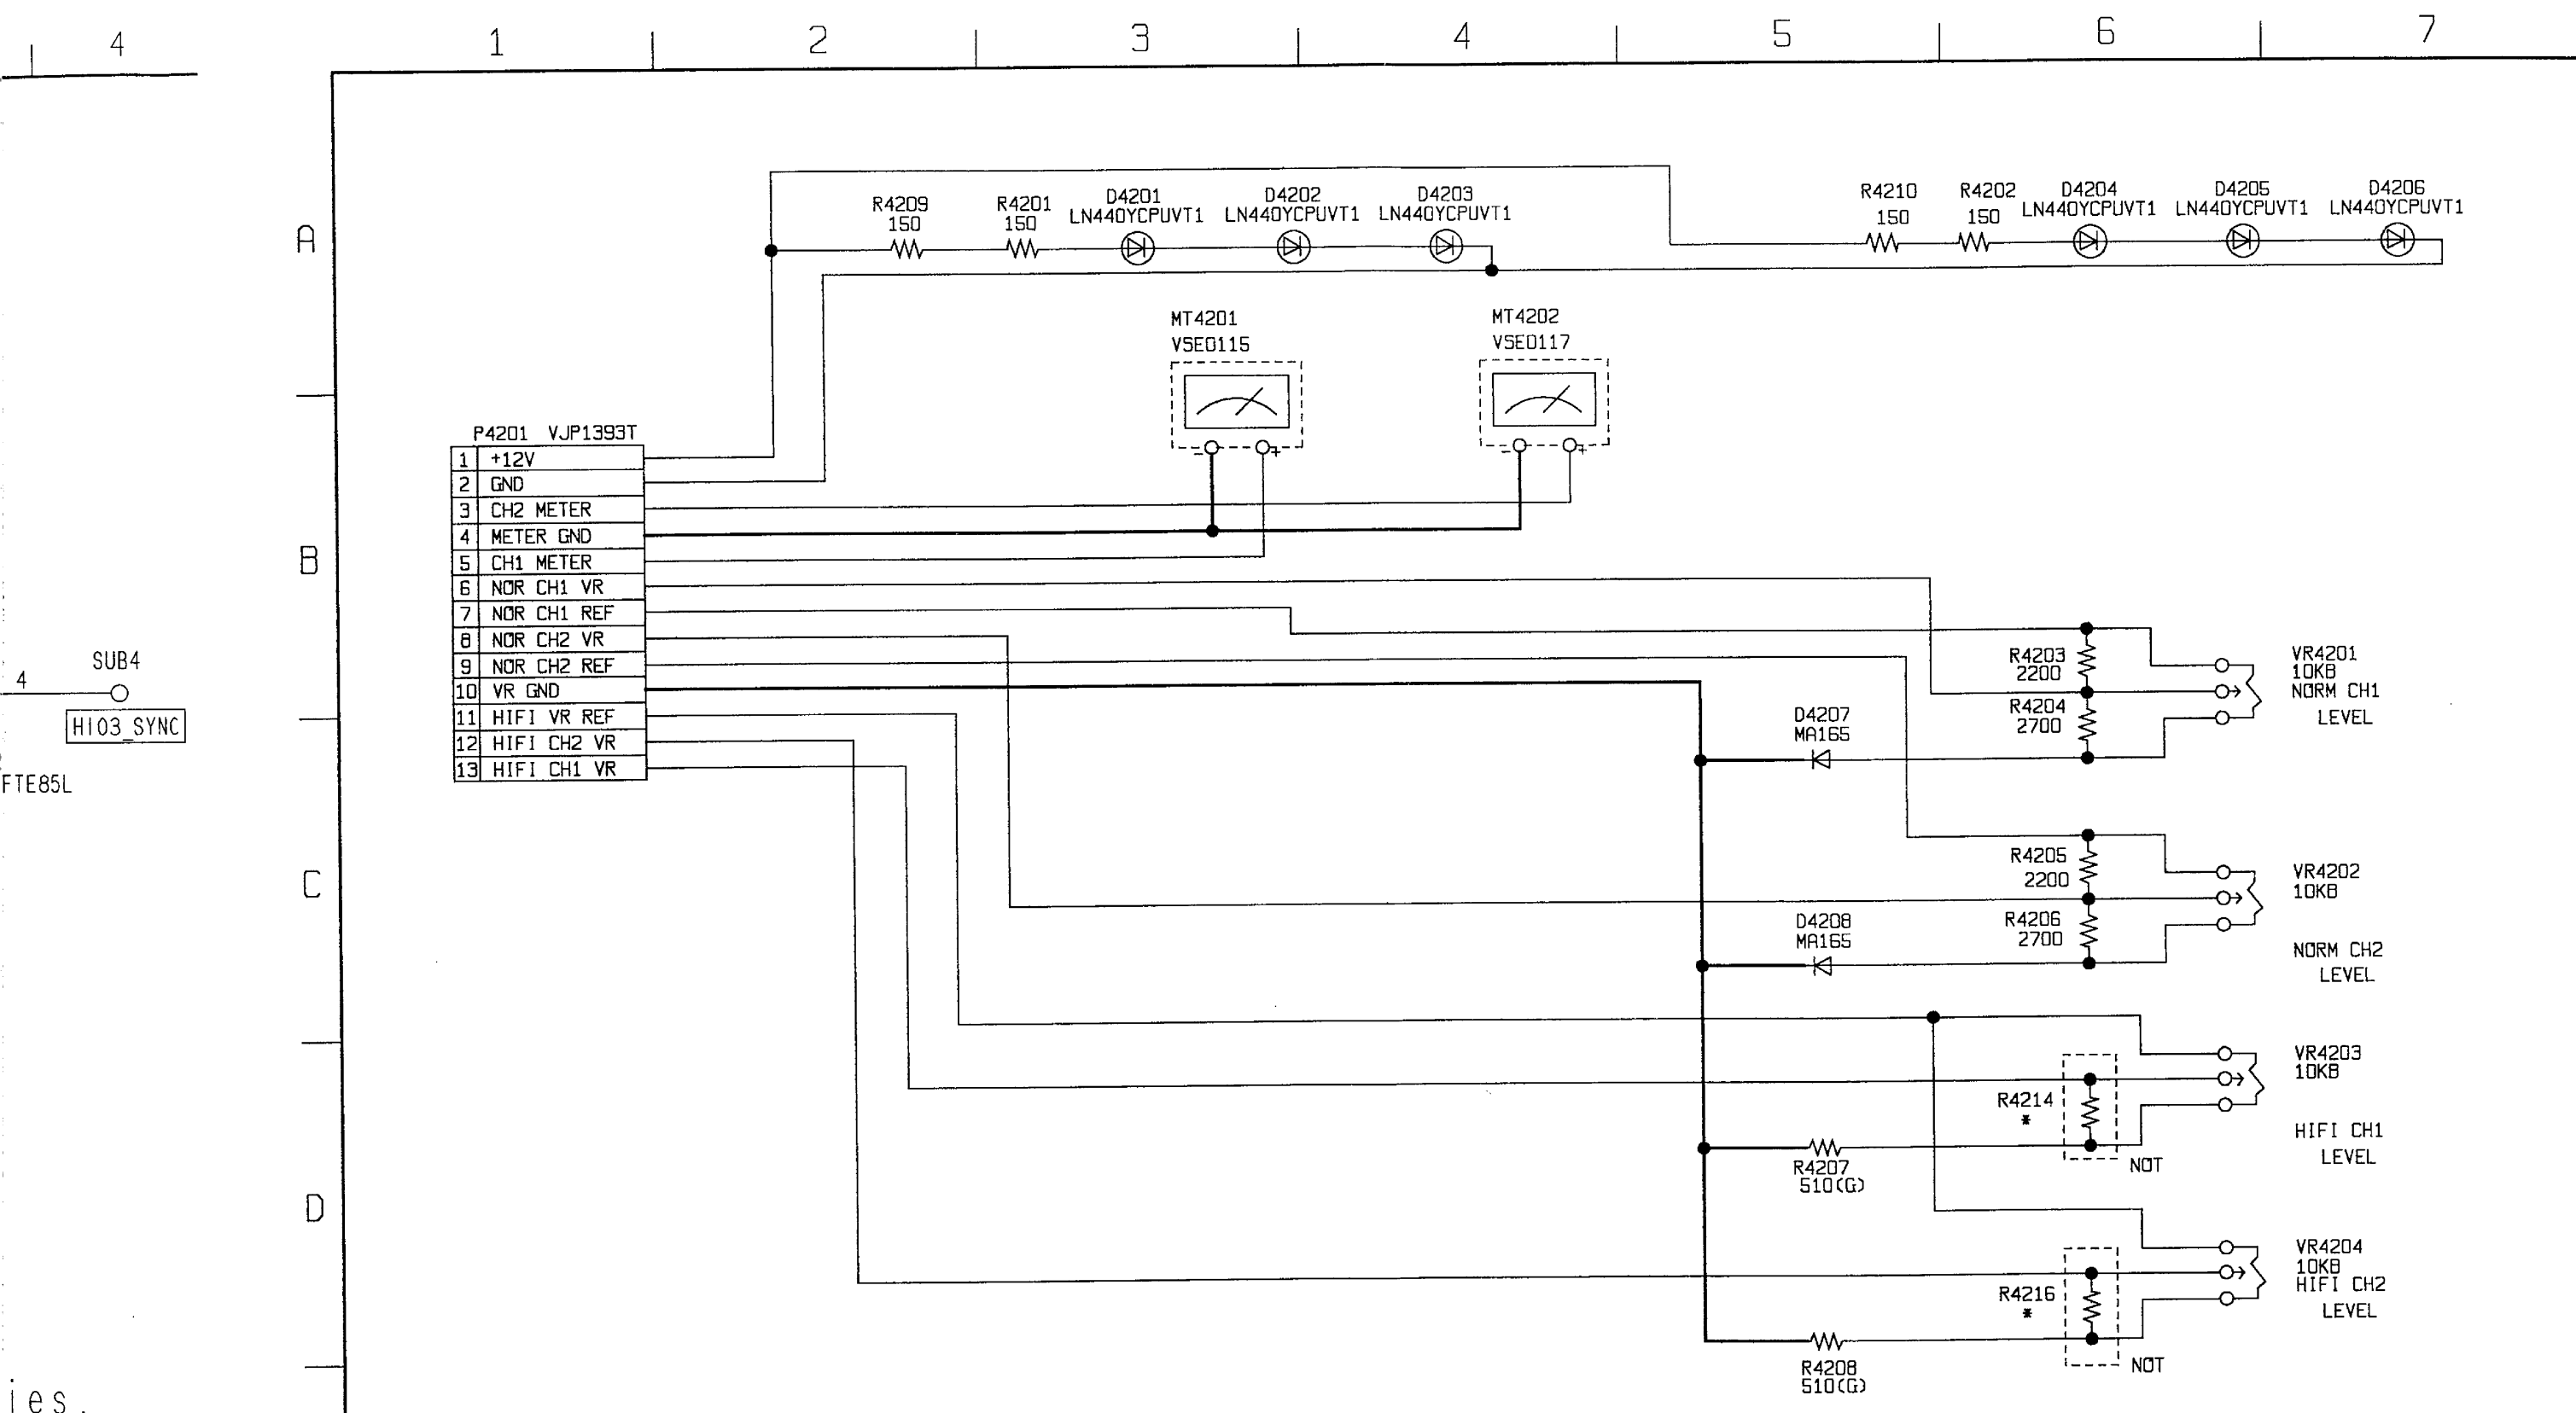 4
1 2 3 4 5 6 7
A
B
C
D
R4209
150
R4201
150
D4201
LN440YCPUVT1
D4202
LN440YCPUVT1
D4203
LN440YCPUVT1
R4210
150
R4202
150
D4204
LN440YCPUVT1
D4205
LN440YCPUVT1
D4206
LN440YCPUVT1
MT4201
VSE0115
- +
MT4202
VSE0117
- +
P4201 VJP1393T
1 +12V
2 GND
3 CH2 METER
4 METER GND
5 CH1 METER
6 NOR CH1 VR
7 NOR CH1 REF
8 NOR CH2 VR
9 NOR CH2 REF
10 VR GND
11 HIFI VR REF
12 HIFI CH2 VR
13 HIFI CH1 VR
4
SUB4
HI03_SYNC
FTE85L
R4203
2200
R4204
2700
VR4201
10KB
NORM CH1
LEVEL
D4207
MA165
R4205
2200
R4206
2700
VR4202
10KB
NORM CH2
LEVEL
D4208
MA165
VR4203
10KB
HIFI CH1
LEVEL
R4214
*
NOT
R4207
510(G)
VR4204
10KB
HIFI CH2
LEVEL
R4216
*
NOT
R4208
510(G)
ies.